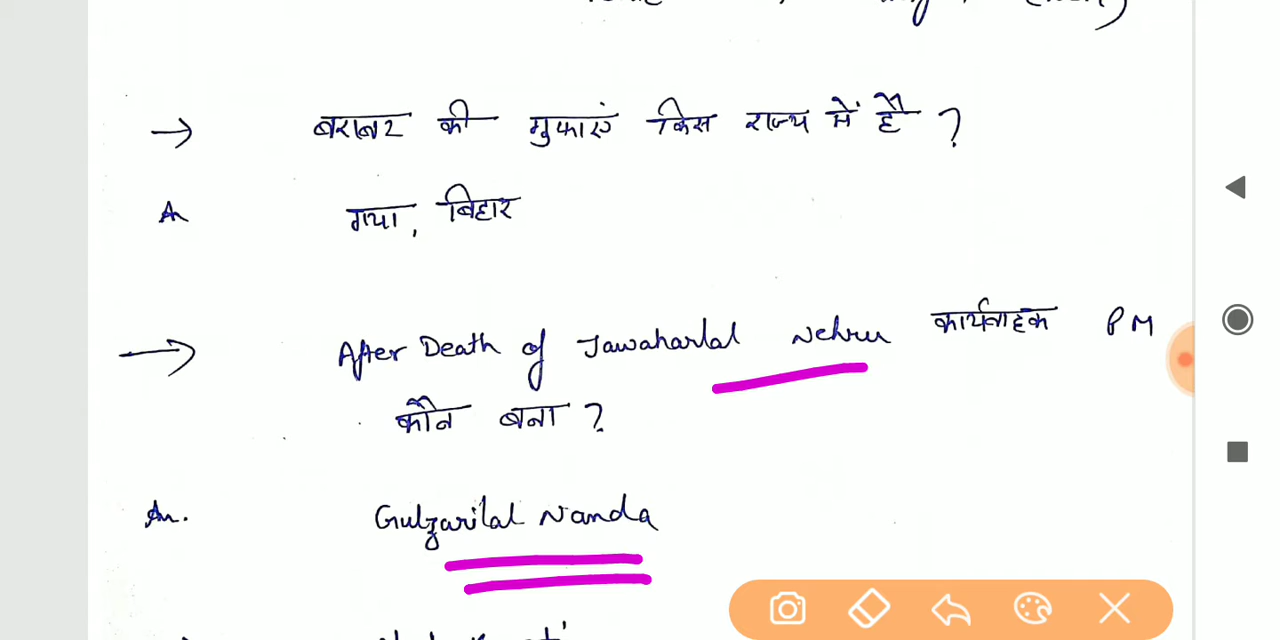 → बराबर की गुफाएं किस राज्य में है ?
A गया, बिहार
→ After Death of Jawaharlal Nehru कार्यवाहक PM
कौन बना ?
An. Gulzarilal Nanda